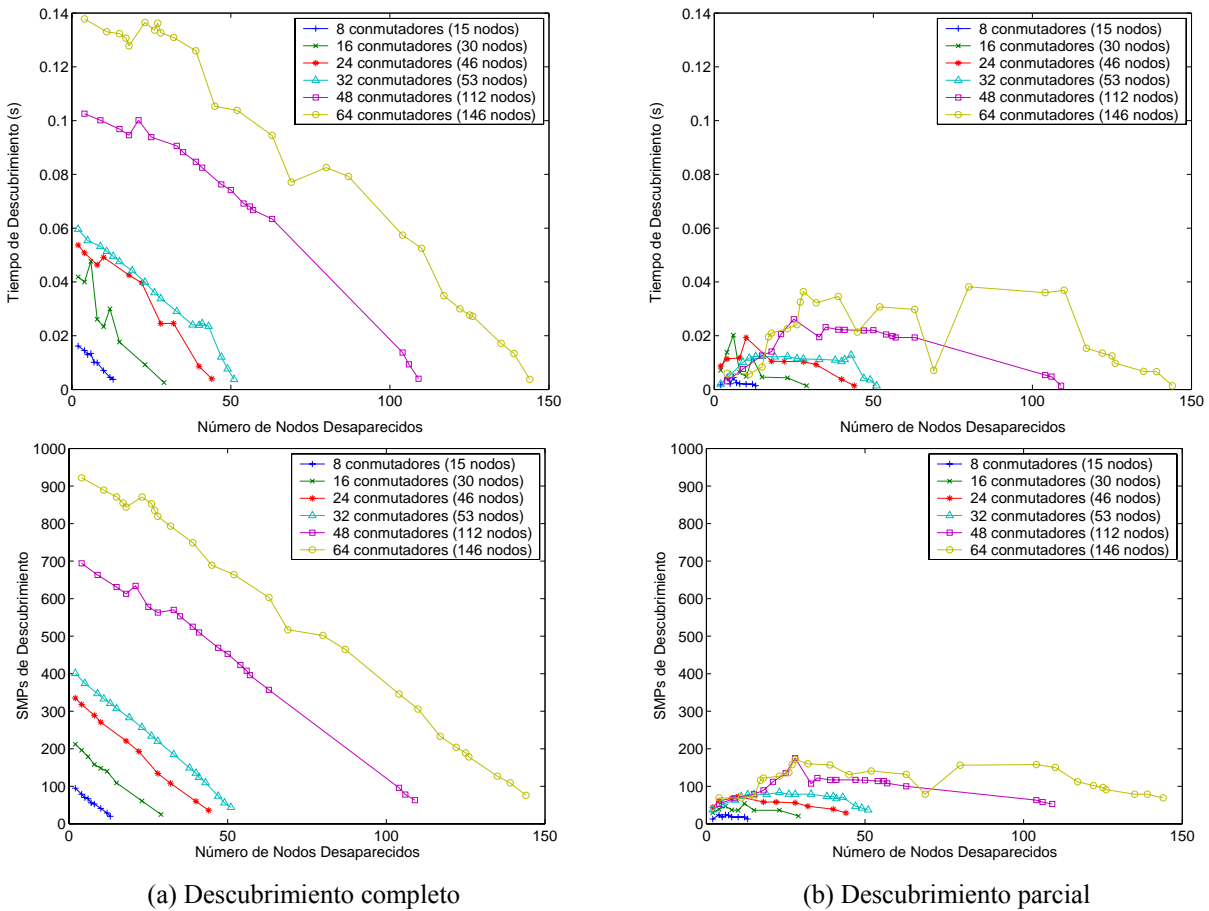 0.14
0.12
0.1
0.08
0.06
0.04
0.02
0
0
50
100
150
Tiempo de Descubrimiento (s)
Número de Nodos Desaparecidos
8 conmutadores (15 nodos)
16 conmutadores (30 nodos)
24 conmutadores (46 nodos)
32 conmutadores (53 nodos)
48 conmutadores (112 nodos)
64 conmutadores (146 nodos)
0.14
0.12
0.1
0.08
0.06
0.04
0.02
0
0
50
100
150
Tiempo de Descubrimiento (s)
Número de Nodos Desaparecidos
8 conmutadores (15 nodos)
16 conmutadores (30 nodos)
24 conmutadores (46 nodos)
32 conmutadores (53 nodos)
48 conmutadores (112 nodos)
64 conmutadores (146 nodos)
1000
900
800
700
600
500
400
300
200
100
0
0
50
100
150
SMPs de Descubrimiento
Número de Nodos Desaparecidos
8 conmutadores (15 nodos)
16 conmutadores (30 nodos)
24 conmutadores (46 nodos)
32 conmutadores (53 nodos)
48 conmutadores (112 nodos)
64 conmutadores (146 nodos)
1000
900
800
700
600
500
400
300
200
100
0
0
50
100
150
SMPs de Descubrimiento
Número de Nodos Desaparecidos
8 conmutadores (15 nodos)
16 conmutadores (30 nodos)
24 conmutadores (46 nodos)
32 conmutadores (53 nodos)
48 conmutadores (112 nodos)
64 conmutadores (146 nodos)
(a) Descubrimiento completo
(b) Descubrimiento parcial